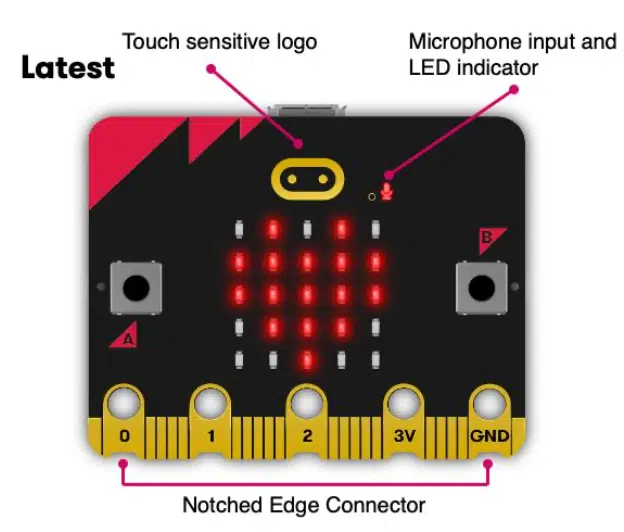 Touch sensitive logo
Microphone input and
LED indicator
Latest
B
A
0 1 2 3V GND
Notched Edge Connector